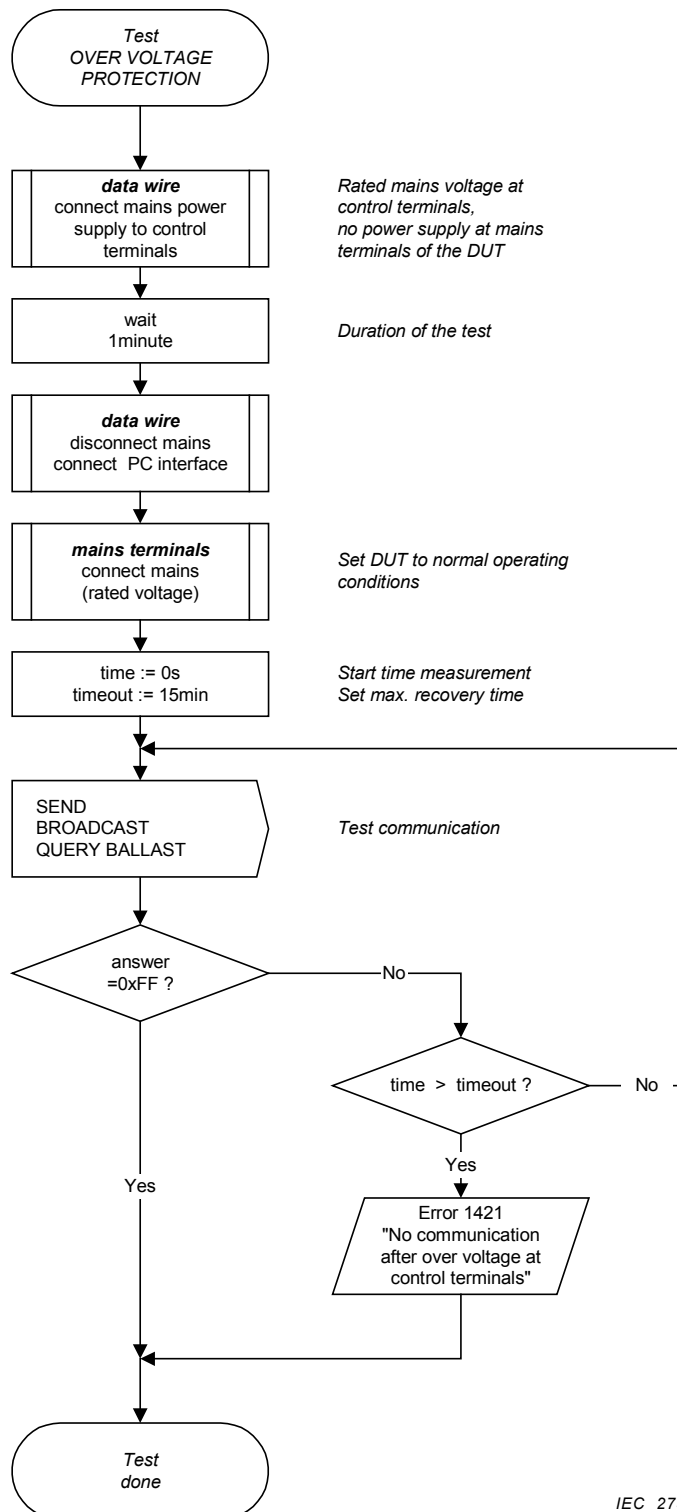 Test
OVER VOLTAGE
PROTECTION
data wire
connect mains power
supply to control
terminals
Rated mains voltage at
control terminals,
no power supply at mains
terminals of the DUT
wait
1minute
Duration of the test
data wire
disconnect mains
connect PC interface
mains terminals
connect mains
(rated voltage)
Set DUT to normal operating
conditions
time := 0s
timeout := 15min
Start time measurement
Set max. recovery time
SEND
BROADCAST
QUERY BALLAST
Test communication
answer
=0xFF ?
No
time > timeout ?
No
Yes
Yes
Error 1421
"No communication
after over voltage at
control terminals"
Test
done
IEC 27